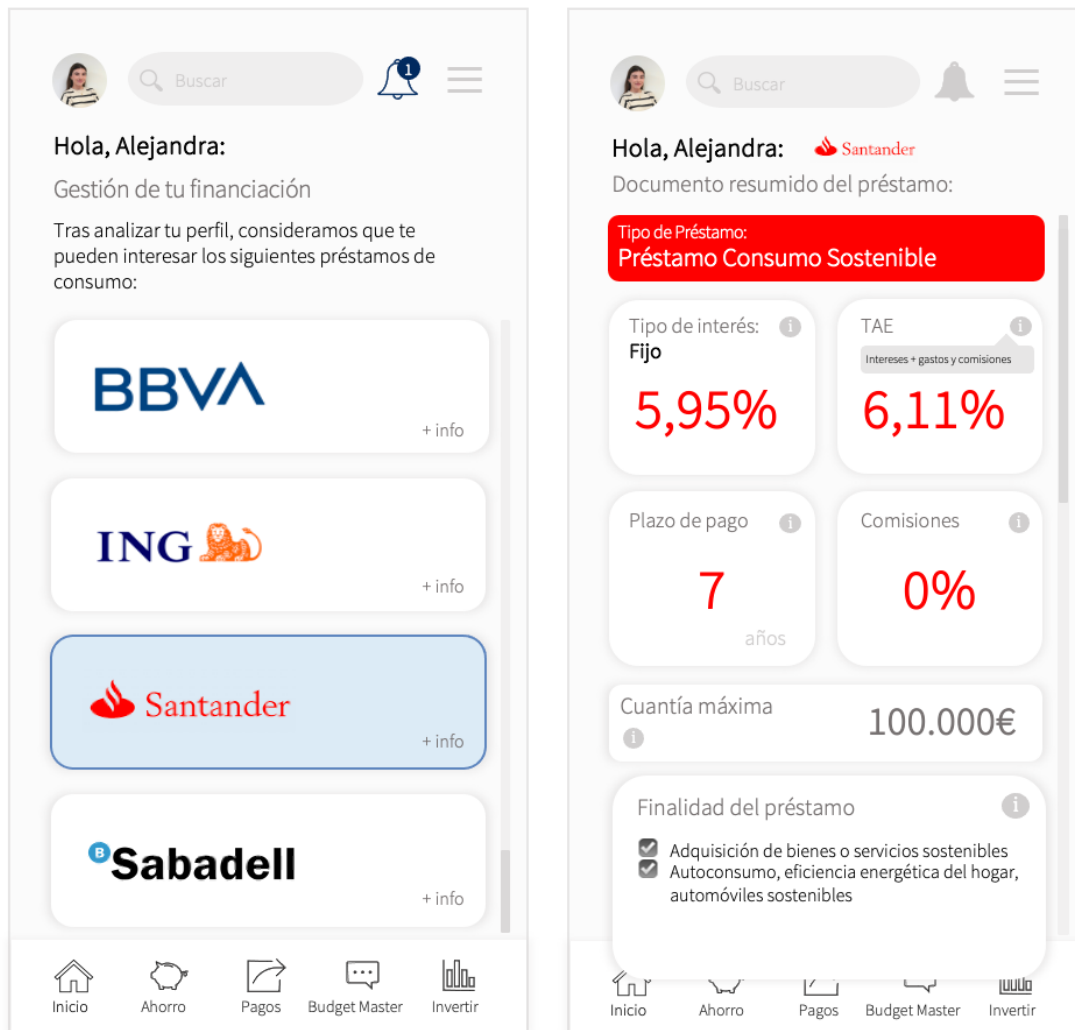 Buscar
1
Hola, Alejandra:
Gestión de tu financiación
Tras analizar tu perfil, consideramos que te
pueden interesar los siguientes préstamos de
consumo:
BBVA
+ info
ING
+ info
Santander
+ info
B Sabadell
+ info
Inicio
Ahorro
Pagos
Budget Master
Invertir
Buscar
Hola, Alejandra:
Santander
Documento resumido del préstamo:
Tipo de Préstamo:
Préstamo Consumo Sostenible
Tipo de interés: i
Fijo
5,95%
TAE i
Intereses + gastos y comisiones
6,11%
Plazo de pago i
7
años
Comisiones i
0%
Cuantía máxima
i
100.000€
Finalidad del préstamo i
Adquisición de bienes o servicios sostenibles
Autoconsumo, eficiencia energética del hogar,
automóviles sostenibles
Inicio
Ahorro
Pagos
Budget Master
Invertir